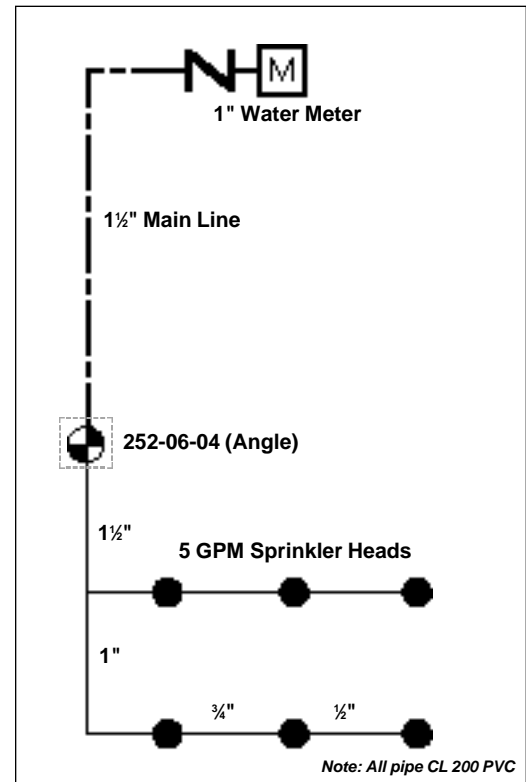 M
1" Water Meter
1½" Main Line
252-06-04 (Angle)
1½"
5 GPM Sprinkler Heads
1"
¾" ½"
Note: All pipe CL 200 PVC